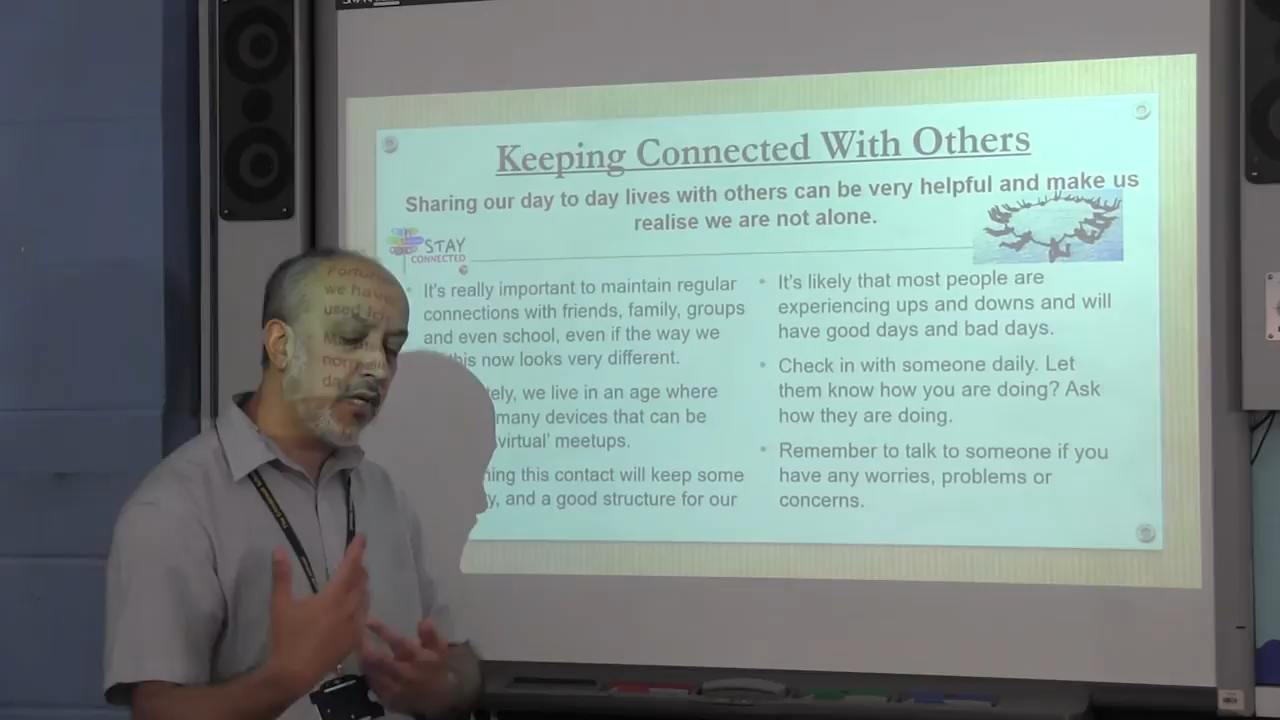 Keeping Connected With Others
Sharing our day to day lives with others can be very helpful and make us
realise we are not alone.
STAY
CONNECTED
It's really important to maintain regular
connections with friends, family, groups
and even school, even if the way we
this now looks very different.
we live in an age where
many devices that can be
'virtual' meetups.
this contact will keep some
and a good structure for our
It's likely that most people are
experiencing ups and downs and will
have good days and bad days.
Check in with someone daily. Let
them know how you are doing? Ask
how they are doing.
Remember to talk to someone if you
have any worries, problems or
concerns.
we have
used